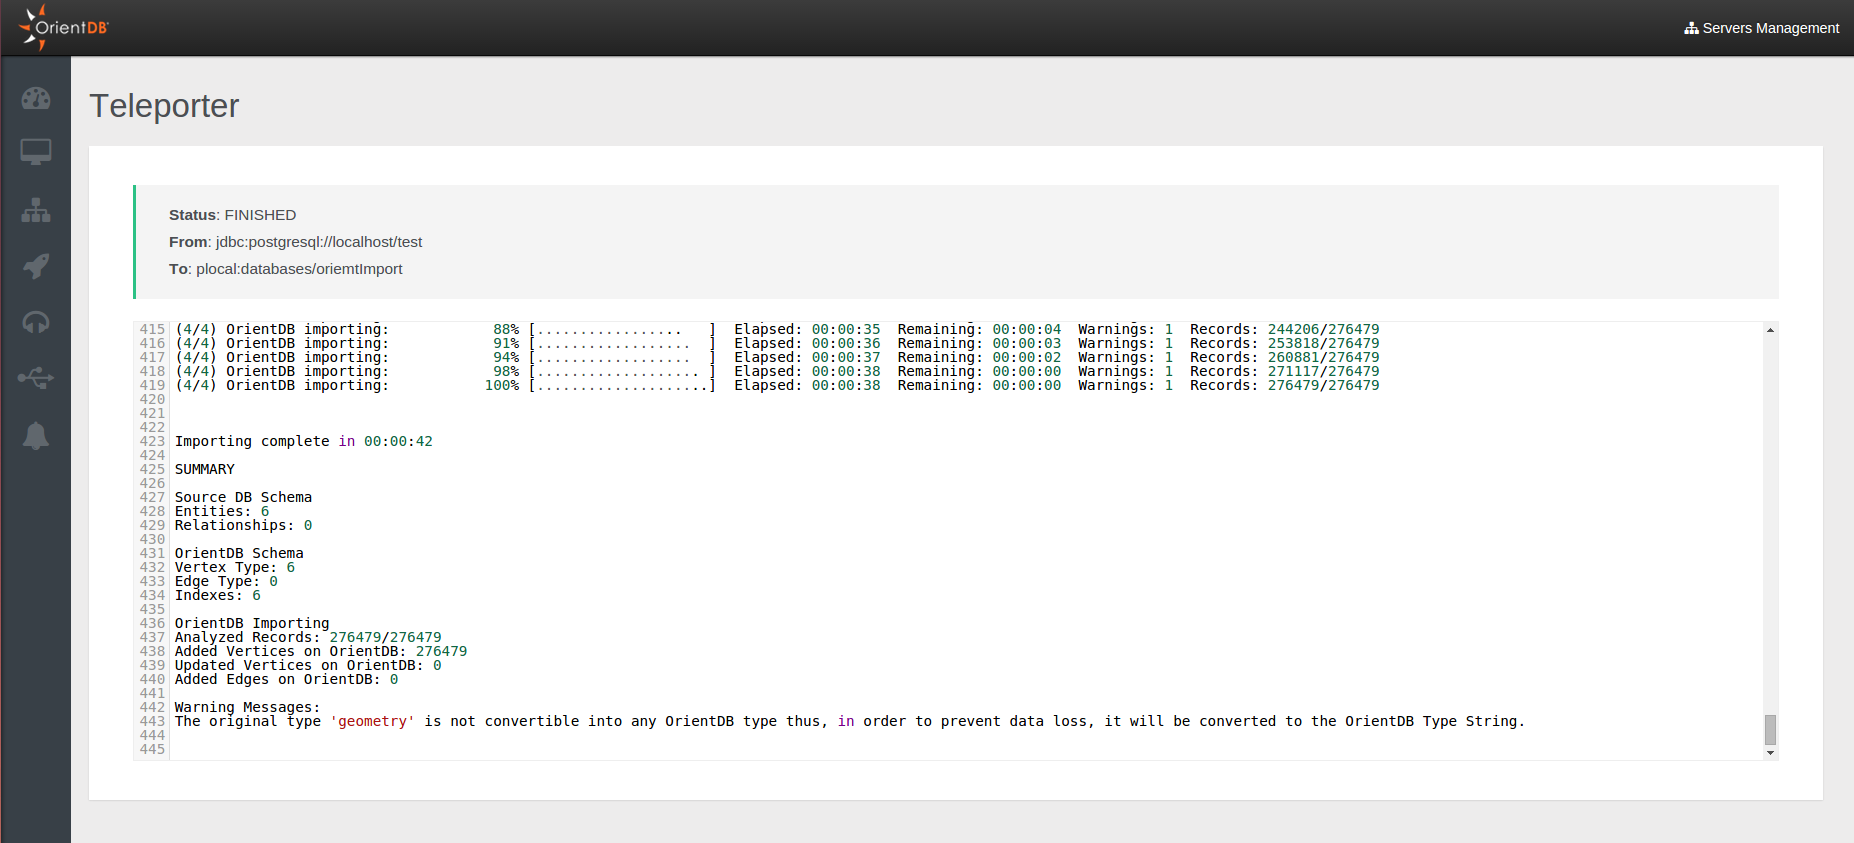 OrientDB
Servers Management
Teleporter
Status: FINISHED
From: jdbc:postgresql://localhost/test
To: plocal:databases/oriemtImport
415 (4/4) OrientDB importing: 88% [................. ] Elapsed: 00:00:35 Remaining: 00:00:04 Warnings: 1 Records: 244206/276479
416 (4/4) OrientDB importing: 91% [.................. ] Elapsed: 00:00:36 Remaining: 00:00:03 Warnings: 1 Records: 253818/276479
417 (4/4) OrientDB importing: 94% [.................. ] Elapsed: 00:00:37 Remaining: 00:00:02 Warnings: 1 Records: 260881/276479
418 (4/4) OrientDB importing: 98% [................... ] Elapsed: 00:00:38 Remaining: 00:00:00 Warnings: 1 Records: 271117/276479
419 (4/4) OrientDB importing: 100% [....................] Elapsed: 00:00:38 Remaining: 00:00:00 Warnings: 1 Records: 276479/276479
420
421
422
423 Importing complete in 00:00:42
424
425 SUMMARY
426
427 Source DB Schema
428 Entities: 6
429 Relationships: 0
430
431 OrientDB Schema
432 Vertex Type: 6
433 Edge Type: 0
434 Indexes: 6
435
436 OrientDB Importing
437 Analyzed Records: 276479/276479
438 Added Vertices on OrientDB: 276479
439 Updated Vertices on OrientDB: 0
440 Added Edges on OrientDB: 0
441
442 Warning Messages:
443 The original type 'geometry' is not convertible into any OrientDB type thus, in order to prevent data loss, it will be converted to the OrientDB Type String.
444
445